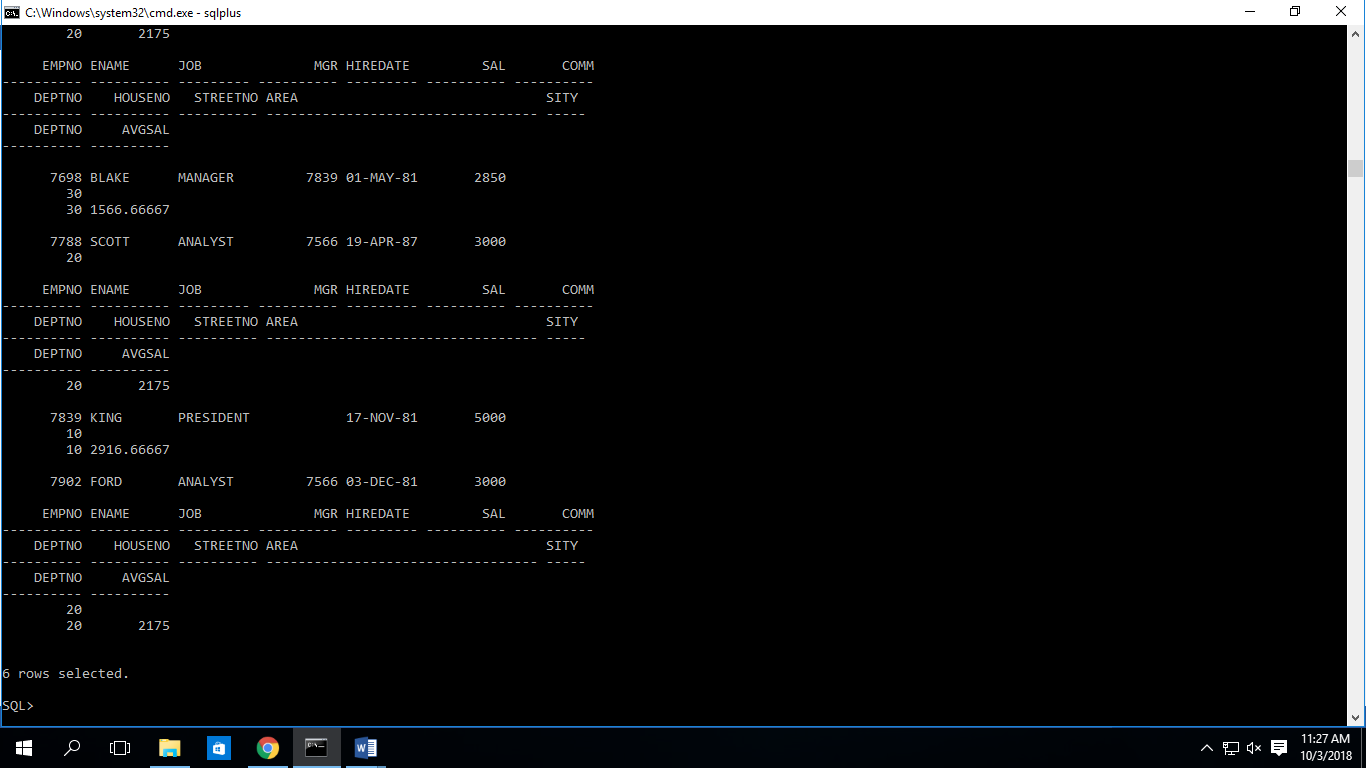 C:\Windows\system32\cmd.exe - sqlplus
        20       2175

     EMPNO ENAME      JOB              MGR HIREDATE         SAL       COMM
---------- ---------- --------- ---------- --------- ---------- ----------
    DEPTNO    HOUSENO   STREETNO AREA                               SITY
---------- ---------- ---------- ---------------------------------- -----
    DEPTNO     AVGSAL
---------- ----------

      7698 BLAKE      MANAGER         7839 01-MAY-81       2850
        30
        30 1566.66667

      7788 SCOTT      ANALYST         7566 19-APR-87       3000
        20

     EMPNO ENAME      JOB              MGR HIREDATE         SAL       COMM
---------- ---------- --------- ---------- --------- ---------- ----------
    DEPTNO    HOUSENO   STREETNO AREA                               SITY
---------- ---------- ---------- ---------------------------------- -----
    DEPTNO     AVGSAL
---------- ----------
        20       2175

      7839 KING       PRESIDENT            17-NOV-81       5000
        10
        10 2916.66667

      7902 FORD       ANALYST         7566 03-DEC-81       3000

     EMPNO ENAME      JOB              MGR HIREDATE         SAL       COMM
---------- ---------- --------- ---------- --------- ---------- ----------
    DEPTNO    HOUSENO   STREETNO AREA                               SITY
---------- ---------- ---------- ---------------------------------- -----
    DEPTNO     AVGSAL
---------- ----------
        20
        20       2175

6 rows selected.

SQL>
11:27 AM
10/3/2018